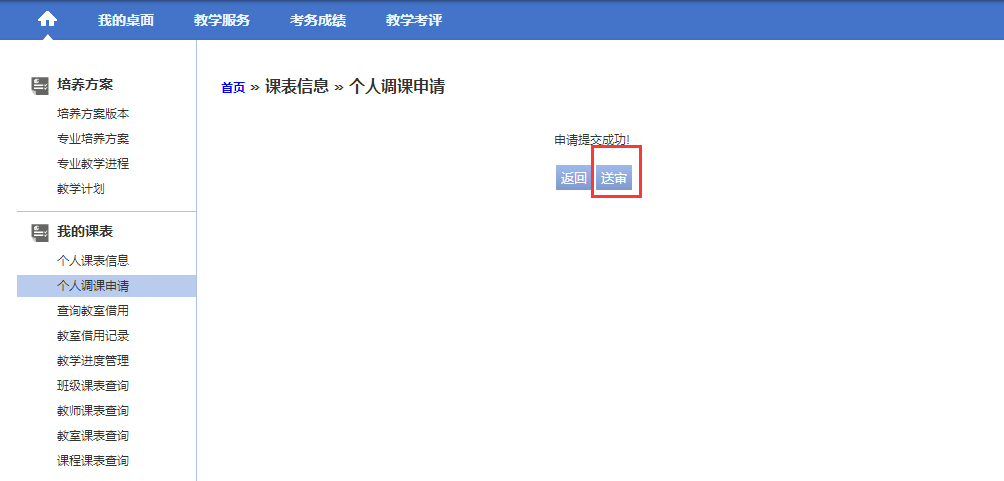 我的桌面 教学服务 考务成绩 教学考评
培养方案
培养方案版本
专业培养方案
专业教学进程
教学计划
我的课表
个人课表信息
个人调课申请
查询教室借用
教室借用记录
教学进度管理
班级课表查询
教师课表查询
教室课表查询
课程课表查询
首页 » 课表信息 » 个人调课申请
申请提交成功!
返回 送审